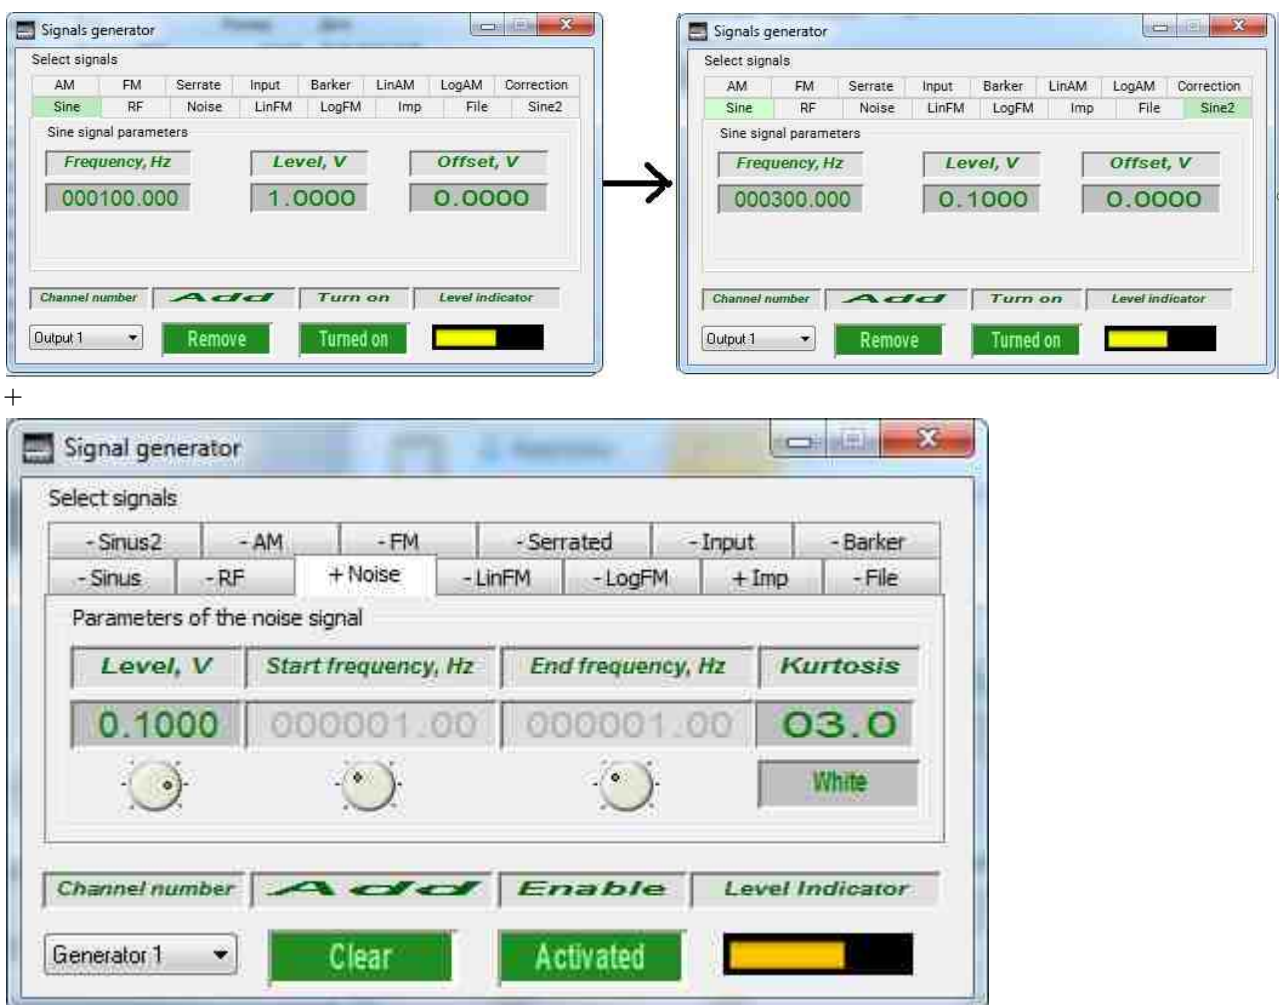 Signals generator
Select signals
AM FM Serrate Input Barker LinAM LogAM Correction
Sine RF Noise LinFM LogFM Imp File Sine2
Sine signal parameters
Frequency, Hz Level, V Offset, V
000100.000 1.0000 0.0000
Channel number Add Turn on Level indicator
Output 1 Remove Turned on
Signals generator
Select signals
AM FM Serrate Input Barker LinAM LogAM Correction
Sine RF Noise LinFM LogFM Imp File Sine2
Sine signal parameters
Frequency, Hz Level, V Offset, V
000300.000 0.1000 0.0000
Channel number Add Turn on Level indicator
Output 1 Remove Turned on
+
Signal generator
Select signals
- Sinus2 - AM - FM - Serrated - Input - Barker
- Sinus - RF + Noise - LinFM - LogFM + Imp - File
Parameters of the noise signal
Level, V Start frequency, Hz End frequency, Hz Kurtosis
0.1000 000001.00 000001.00 03.0
White
Channel number Add Enable Level Indicator
Generator 1 Clear Activated